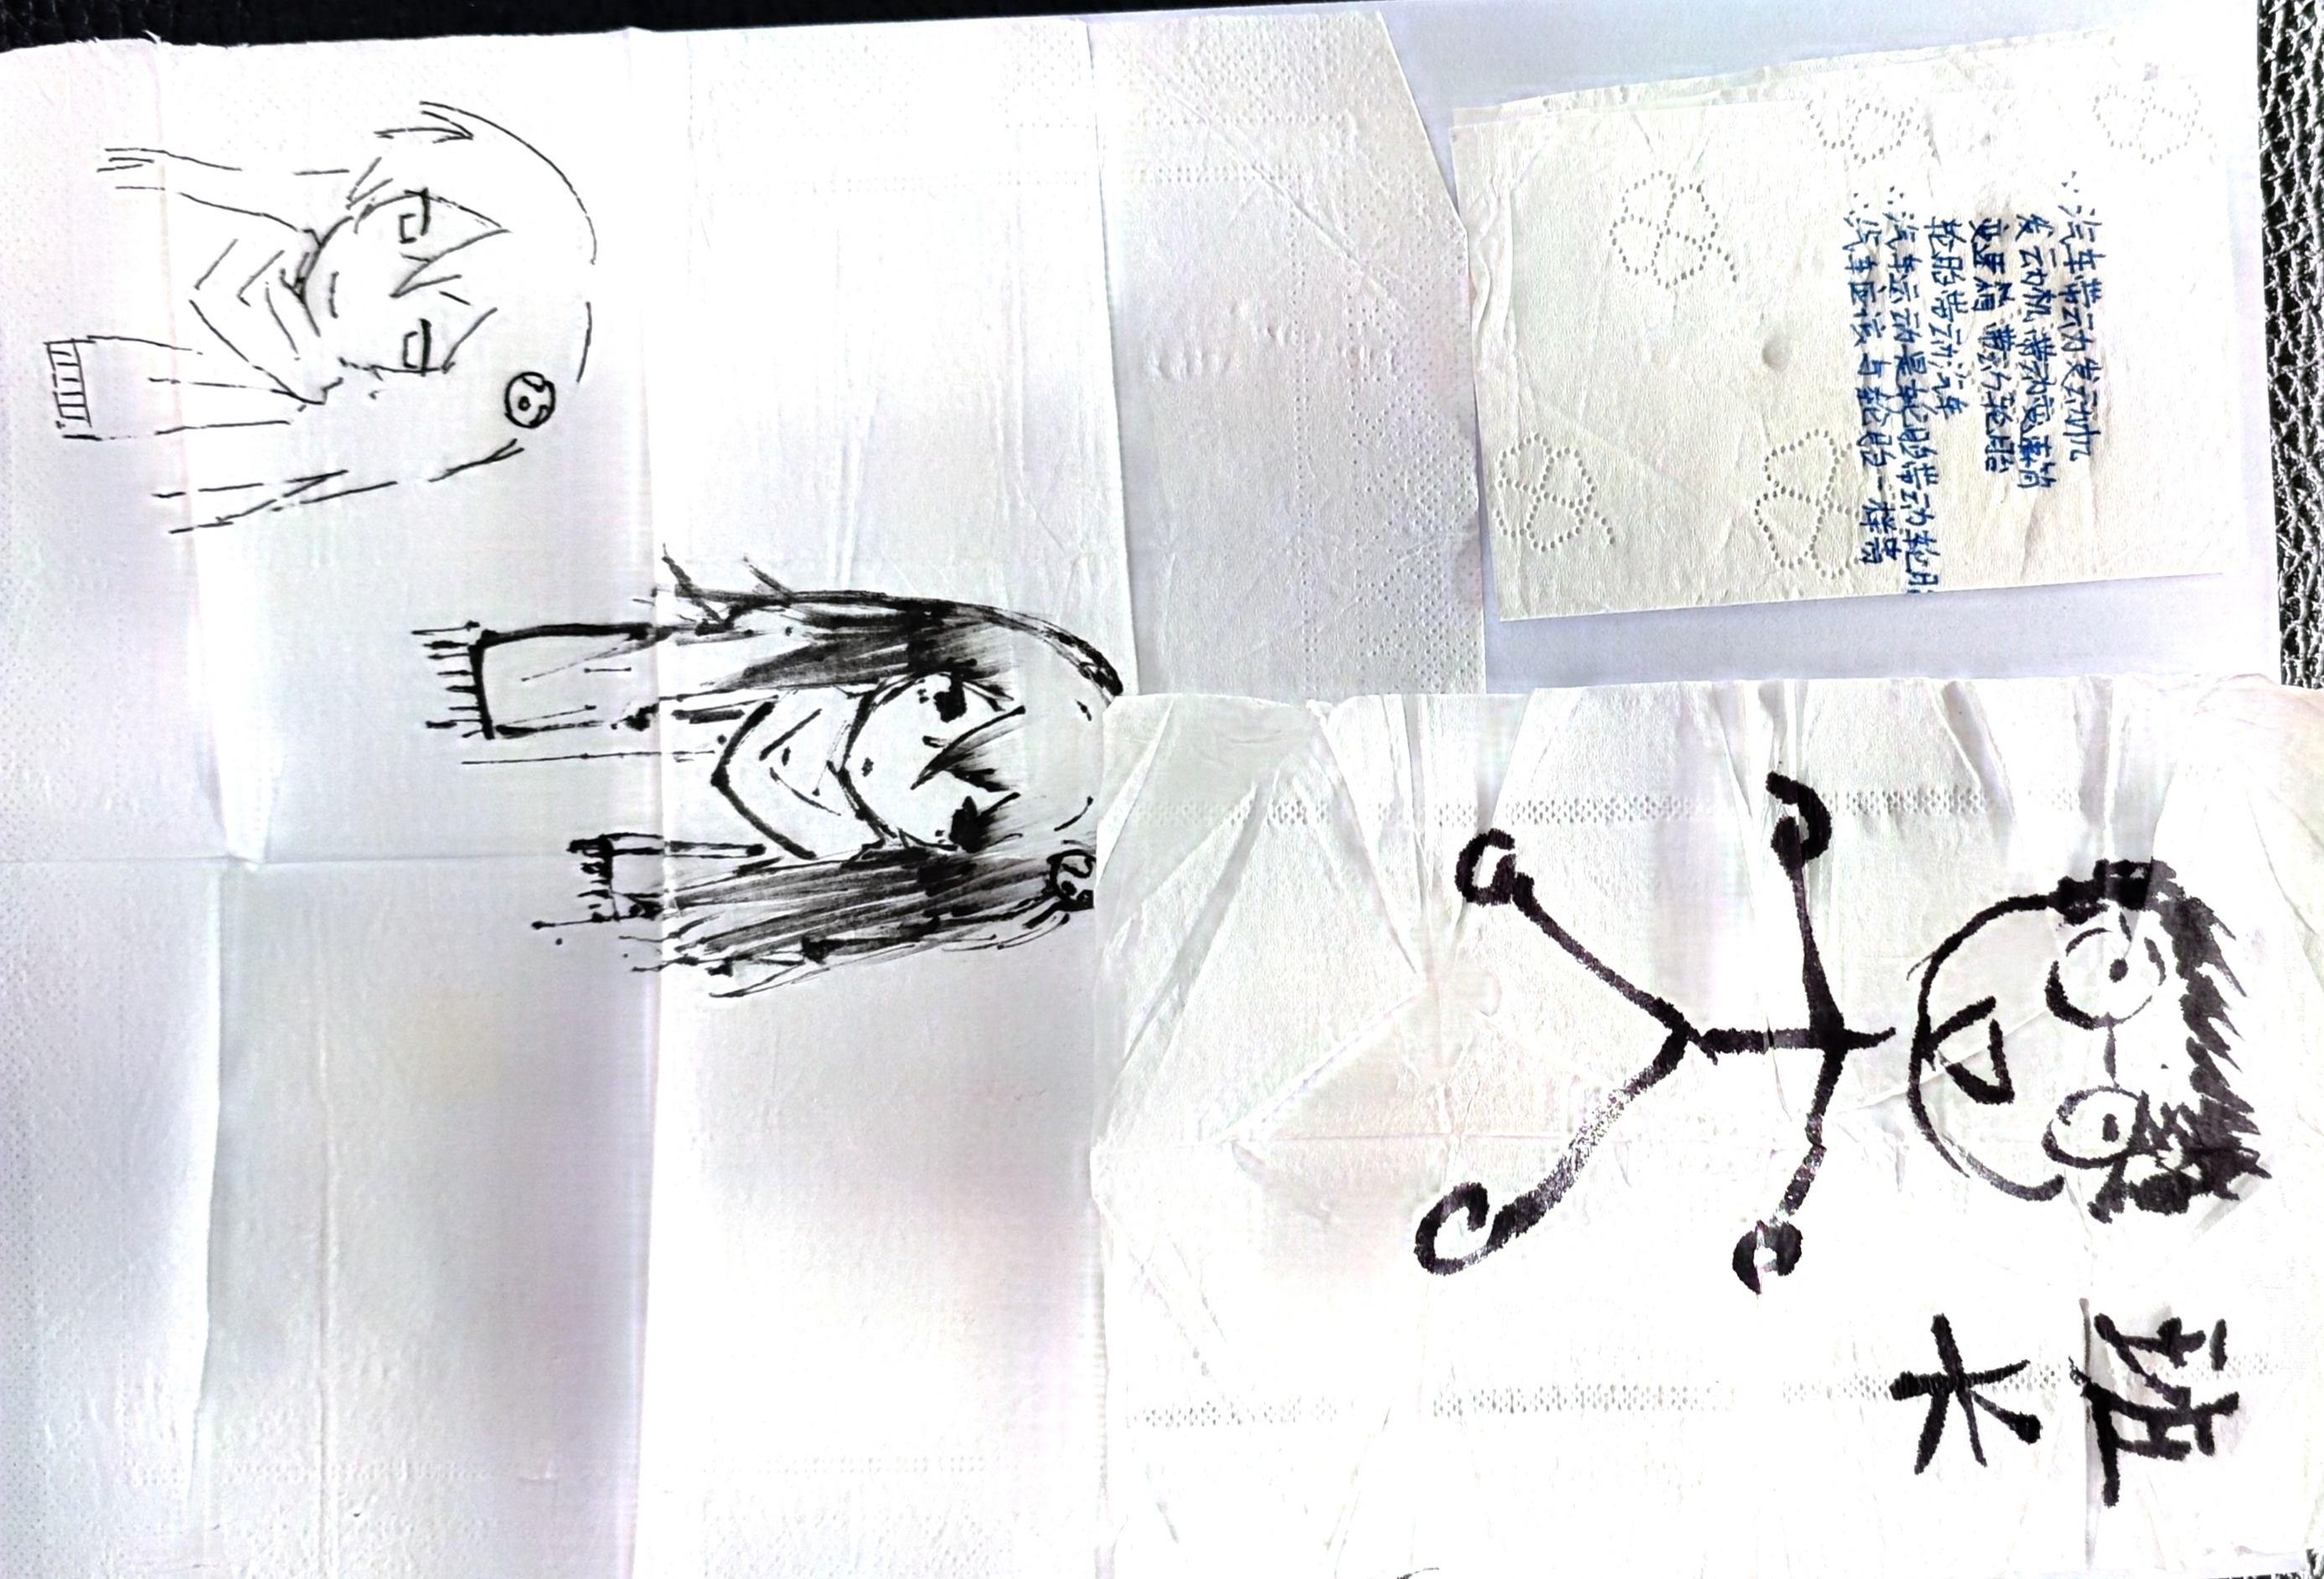 ∵汽车带动发动机
发动机带动变速箱
变速箱带动轮胎
轮胎带动汽车
∵汽车运动是轮胎带动轮胎
∴汽车应该与轮胎一样
班
木